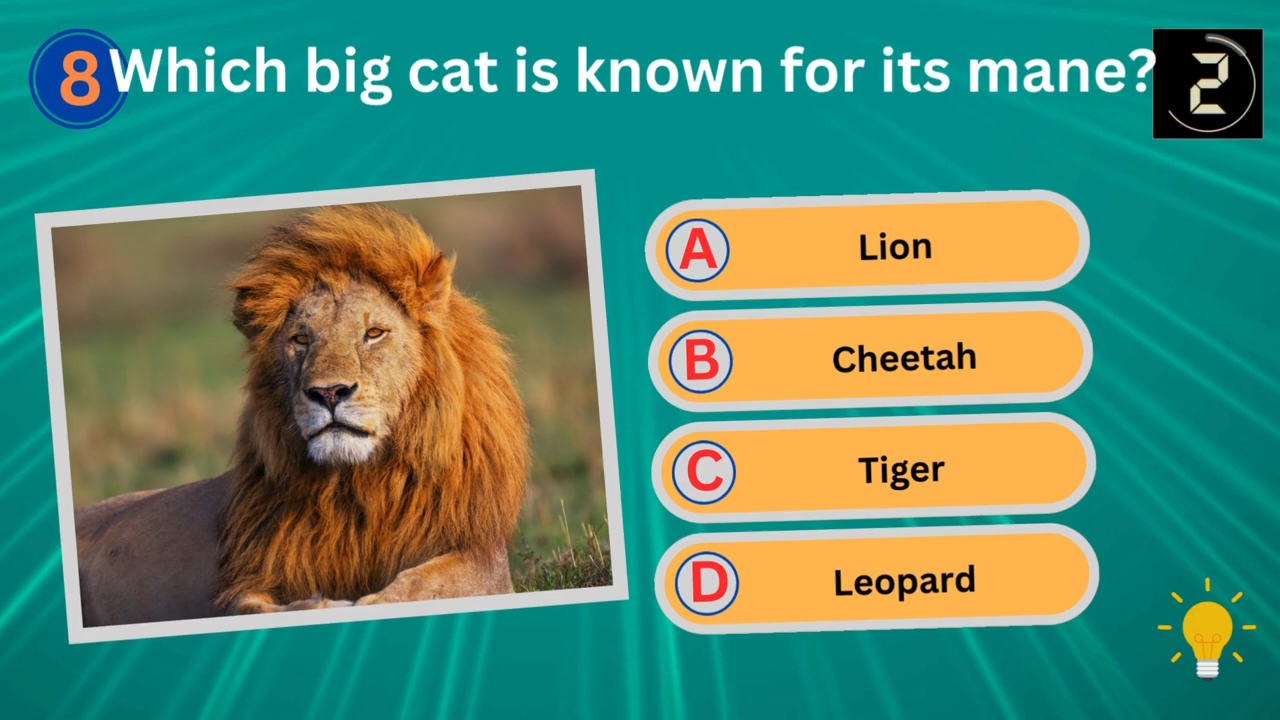 8 Which big cat is known for its mane? 2
A Lion
B Cheetah
C Tiger
D Leopard